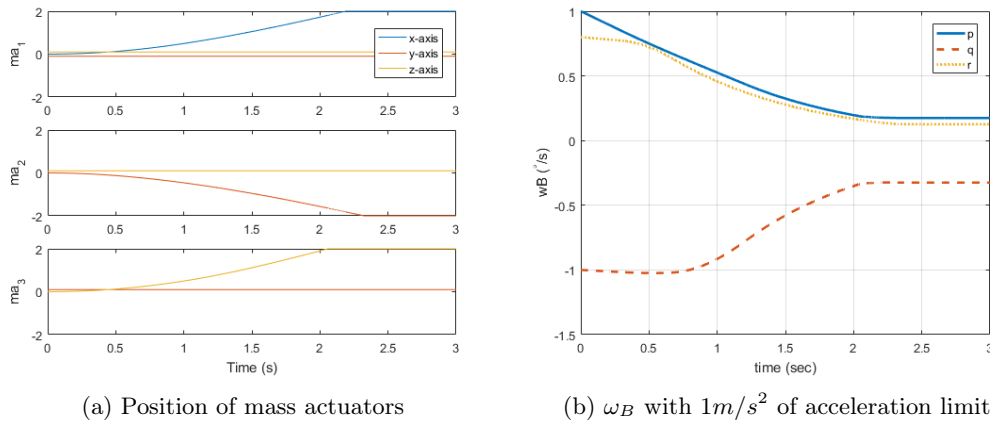 2
0
-2
ma1
x-axis
y-axis
z-axis
0 0.5 1 1.5 2 2.5 3
2
0
-2
ma2
0 0.5 1 1.5 2 2.5 3
2
0
-2
ma3
0 0.5 1 1.5 2 2.5 3
Time (s)
(a) Position of mass actuators
1
0.5
0
-0.5
-1
-1.5
wB (°/s)
p
q
r
0 0.5 1 1.5 2 2.5 3
time (sec)
(b) ωB with 1m/s² of acceleration limit